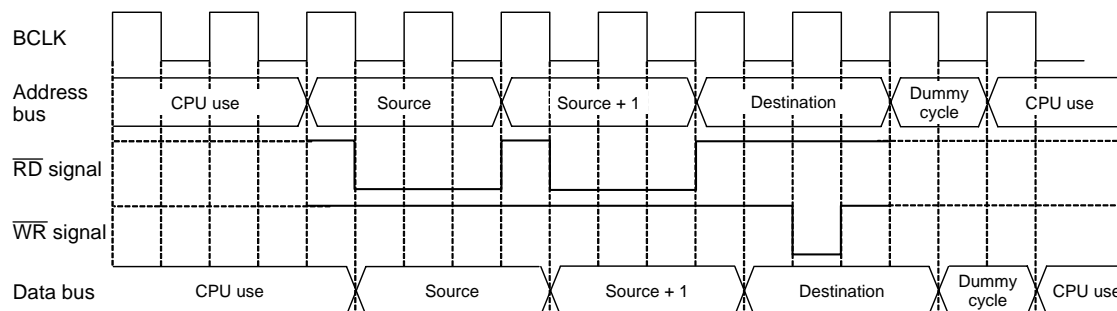 BCLK
Address
bus
CPU use
Source
Source + 1
Destination
Dummy
cycle
CPU use
RD signal
WR signal
Data bus
CPU use
Source
Source + 1
Destination
Dummy
cycle
CPU use